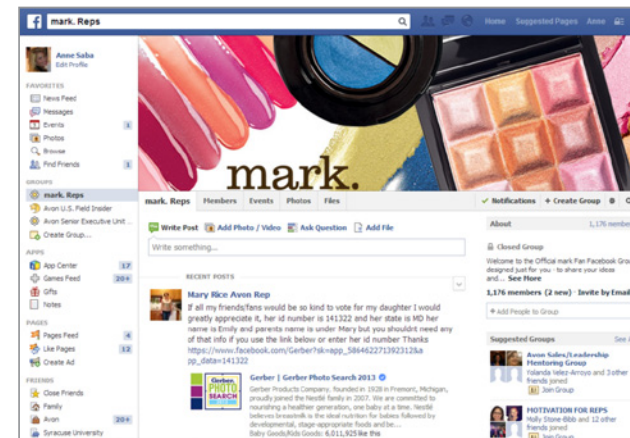 mark. Reps
Home Suggested Pages Anne
Anne Saba
Edit Profile
FAVORITES
News Feed
Messages
Events 1
Photos
Browse
Find Friends 1
GROUPS
mark. Reps
Avon U.S. Field Insider
Avon Senior Executive Unit ...
Create Group...
APPS
App Center 17
Games Feed 20+
Gifts
Notes
PAGES
Pages Feed 4
Like Pages 12
Create Ad
FRIENDS
Close Friends
Family
Avon 20+
Syracuse University
mark.
mark. Reps Members Events Photos Files
Notifications + Create Group
Write Post Add Photo / Video Ask Question Add File
Write something...
RECENT POSTS
Mary Rice Avon Rep
If all my friends/fans would be so kind to vote for my daughter I would
greatly appreciate it, her id number is 141322 and her state is MD her
name is Emily and parents name is under Mary but you shouldnt need any
of that info if you use the link below or enter her id number Thanks
https://www.facebook.com/Gerber?sk=app_586462271392312&a
pp_data=141322
Gerber
PHOTO
SEARCH
2013
Gerber | Gerber Photo Search 2013
Gerber Products Company, founded in 1928 in Fremont, Michigan,
proudly joined the Nestlé family in 2007. We are committed to
nourishing a healthier generation, one baby at a time. Nestlé
believes breastmilk is the ideal nutrition for babies followed by
developmental, stage-appropriate foods and be...
Baby Goods/Kids Goods: 6,011,925 like this
About 1,176 membe
Closed Group
Welcome to the Official mark Fan Facebook Gro
designed just for you - to share your ideas
and... See More
1,176 members (2 new) · Invite by Email
+ Add People to Group
Suggested Groups See
Avon Sales/Leadership
Mentoring Group
Yolanda Velez-Arroyo and 3 other
friends joined
Join Group
MOTIVATION FOR REPS
Molly Stone-Bibb and 12 other
friends joined
Join Group